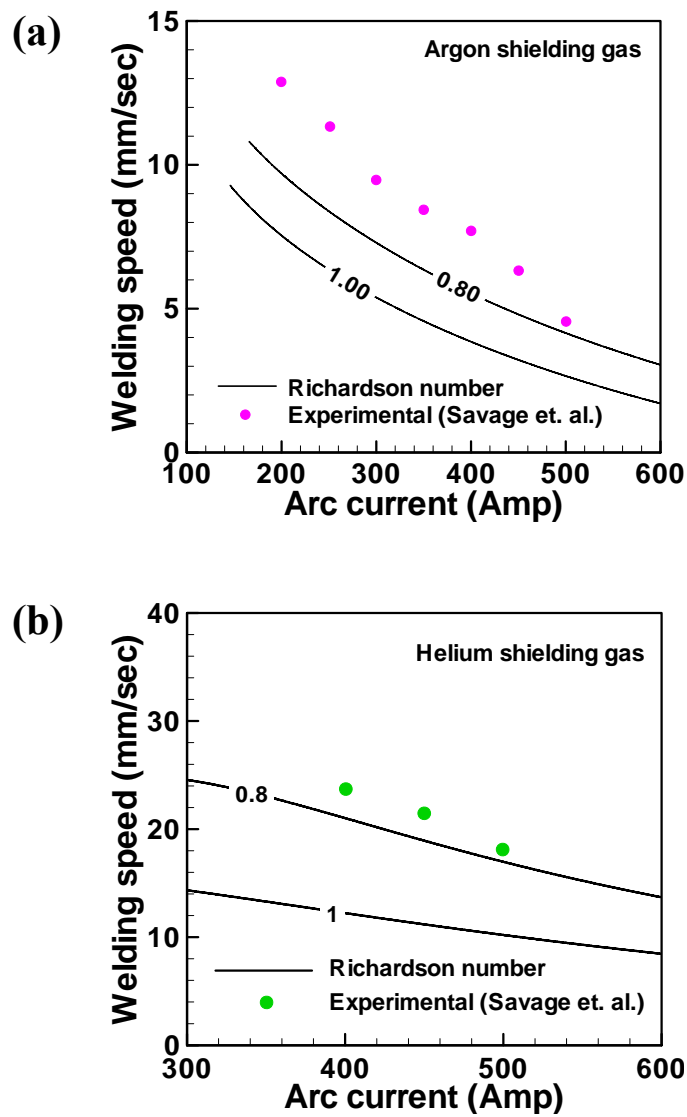 (a)
Argon shielding gas
Welding speed (mm/sec)
15
10
5
0
0.80
1.00
Richardson number
Experimental (Savage et. al.)
100 200 300 400 500 600
Arc current (Amp)
(b)
Helium shielding gas
Welding speed (mm/sec)
40
30
20
10
0
0.8
1
Richardson number
Experimental (Savage et. al.)
300 400 500 600
Arc current (Amp)